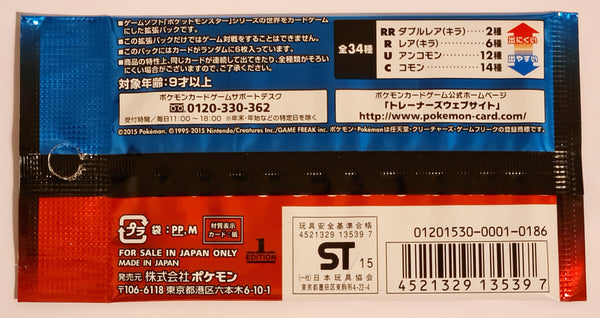 ■ゲームソフト「ポケットモンスター」シリーズの世界をカードゲームにした拡張パックです。
■この拡張パックだけではゲーム対戦をすることはできません。
■このパックにはカードがランダムに6枚入っています。
■商品の特性上、同じカードが連続して出てきたり、カードがそろいにくい場合がございますので、ご了承ください。
対象年齢:9才以上
全34種
RR ダブルレア(キラ) 2種
R レア(キラ) 6種
U アンコモン 12種
C コモン 14種
出にくい
出やすい
ポケモンカードゲームサポートデスク
0120-330-362
受付時間/毎日11:00〜18:00 ※年末・年始などの特定日を除く
ポケモンカードゲーム公式ホームページ
「トレーナーズウェブサイト」
http://www.pokemon-card.com/
©2015 Pokémon. ©1995-2015 Nintendo/Creatures Inc./GAME FREAK inc. ポケモン・Pokémonは任天堂・クリーチャーズ・ゲームフリークの登録商標です。
プラ
袋:PP,M
材質表示
カード:紙
FOR SALE IN JAPAN ONLY
MADE IN JAPAN
1 EDITION
発売元 株式会社ポケモン
〒106-6118 東京都港区六本木6-10-1
玩具安全基準合格
4521329 13539 7
ST/15
(一社)日本玩具協会
東京都墨田区東駒形4-22-4
01201530-0001-0186
4 521329 135397